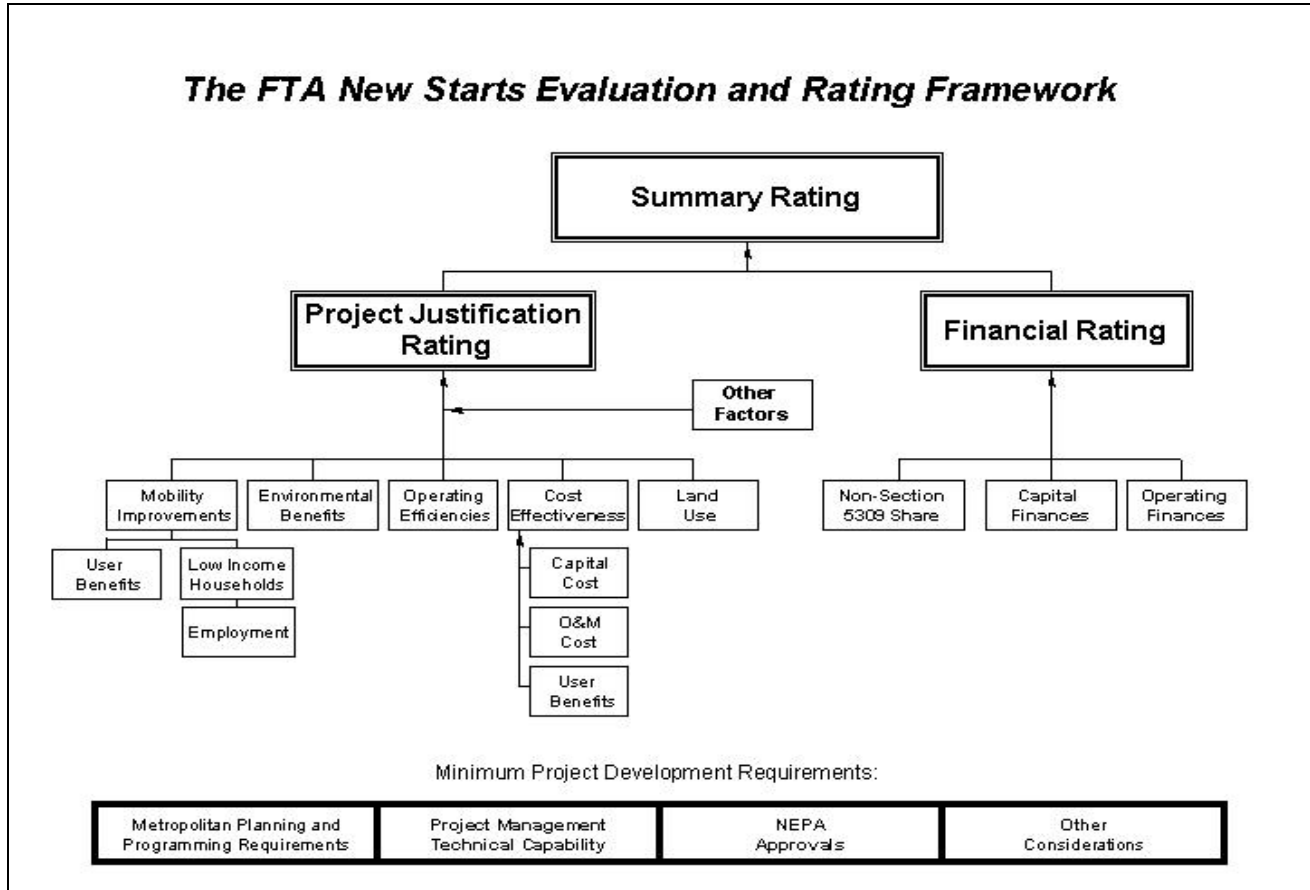 The FTA New Starts Evaluation and Rating Framework
Summary Rating
Project Justification
Rating
Financial Rating
Other
Factors
Mobility
Improvements
Environmental
Benefits
Operating
Efficiencies
Cost
Effectiveness
Land
Use
Non-Section
5309 Share
Capital
Finances
Operating
Finances
User
Benefits
Low Income
Households
Employment
Capital
Cost
O&M
Cost
User
Benefits
Minimum Project Development Requirements:
Metropolitan Planning and
Programming Requirements
Project Management
Technical Capability
NEPA
Approvals
Other
Considerations